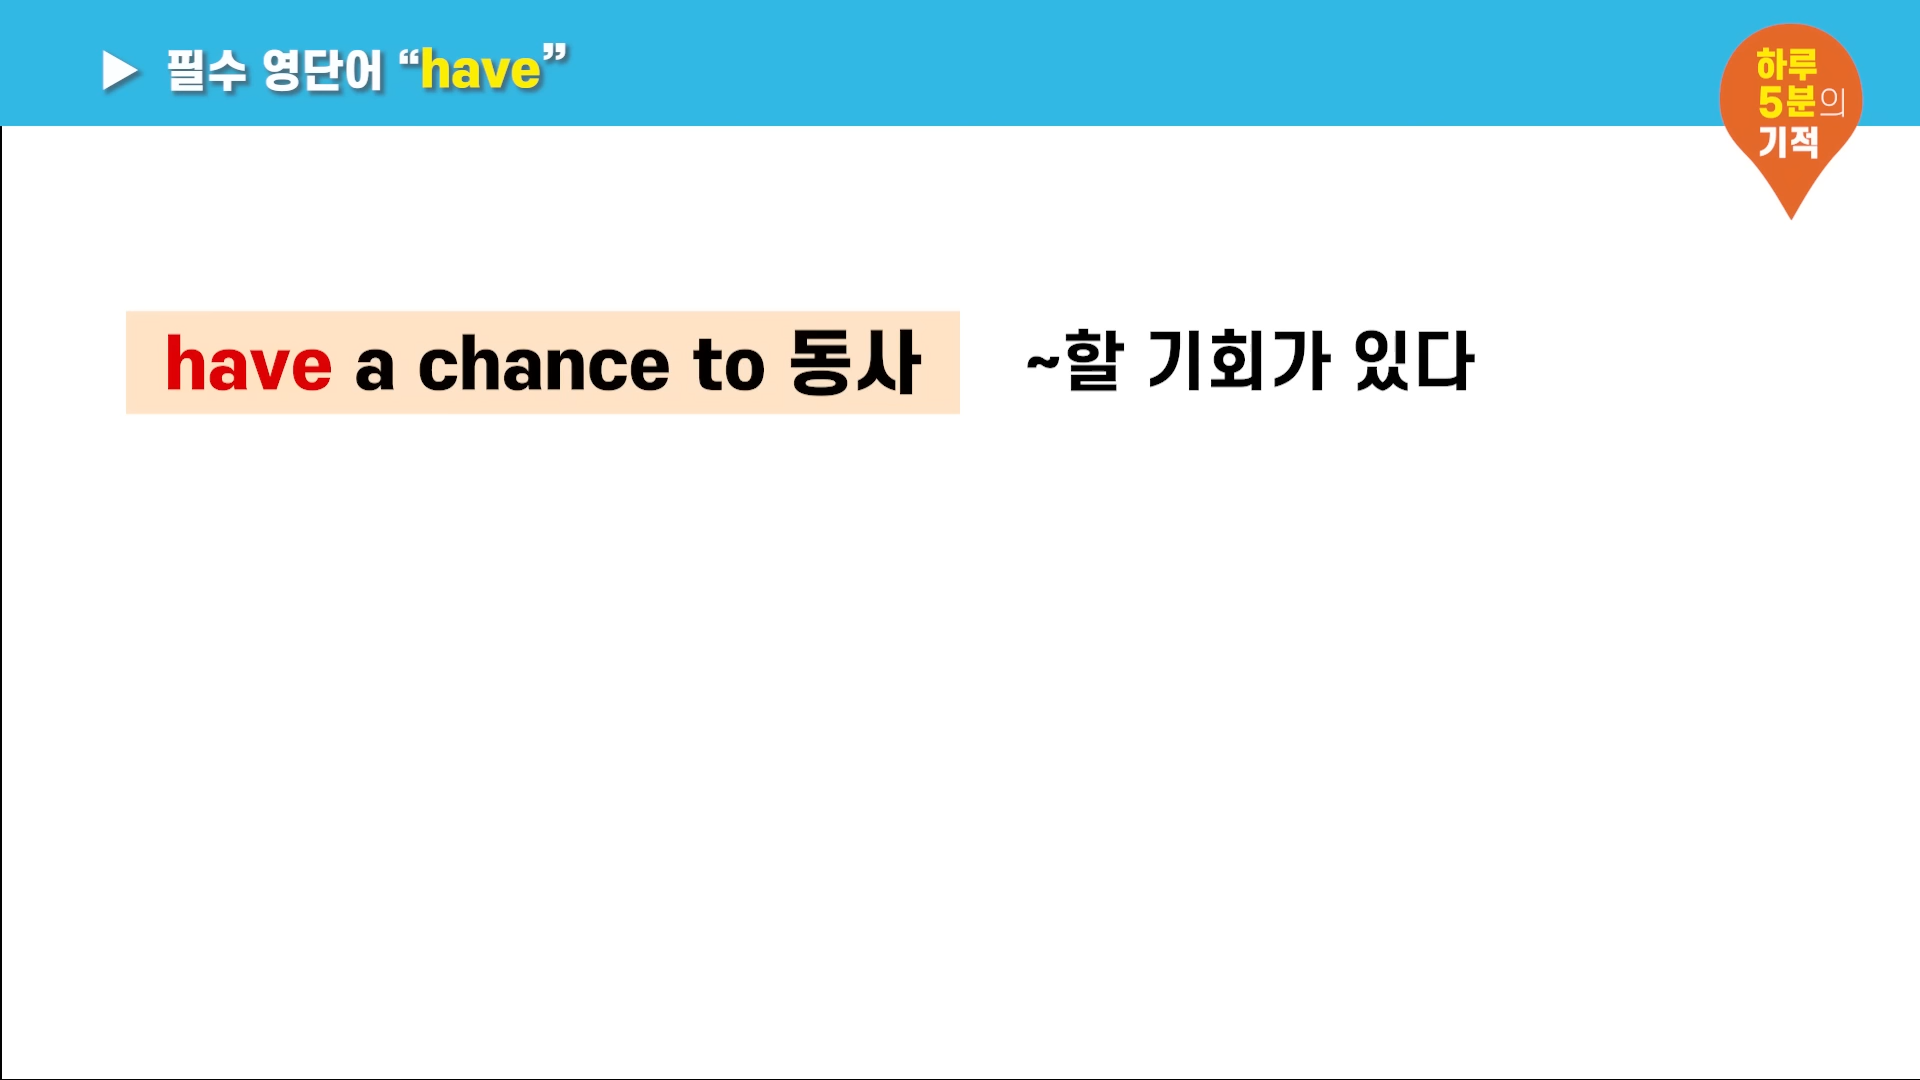 ▶ 필수 영단어 “have”
하루
5분의
기적
have a chance to 동사 ~할 기회가 있다